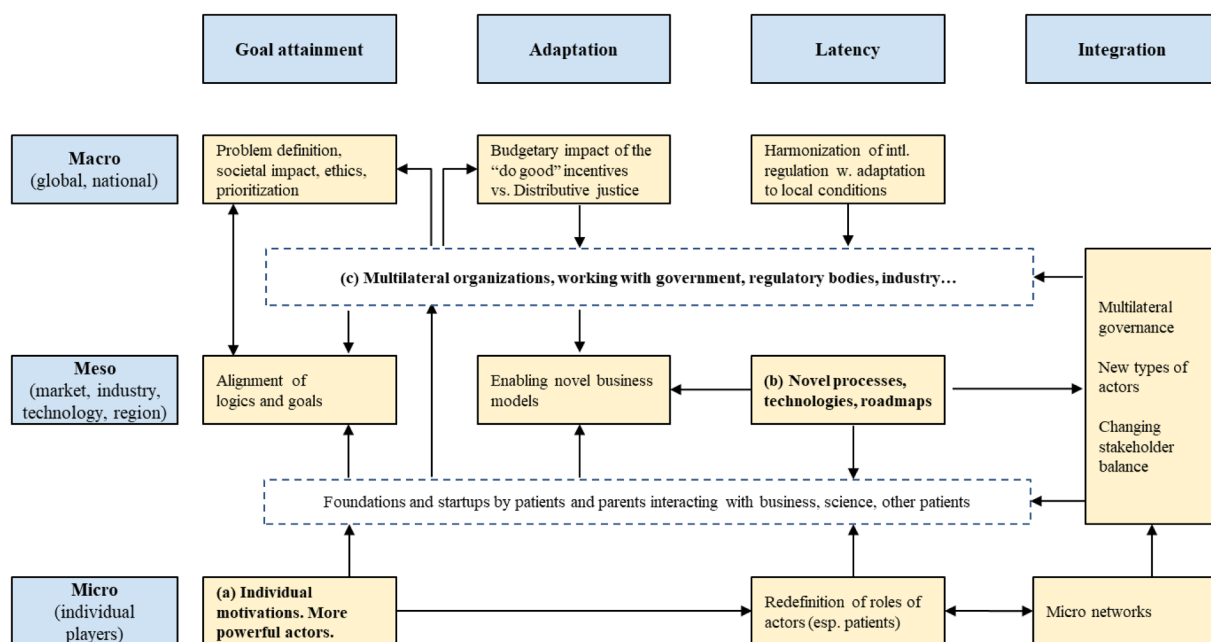 Goal attainment
Adaptation
Latency
Integration
Macro
(global, national)
Problem definition,
societal impact, ethics,
prioritization
Budgetary impact of the
“do good” incentives
vs. Distributive justice
Harmonization of intl.
regulation w. adaptation
to local conditions
(c) Multilateral organizations, working with government, regulatory bodies, industry…
Multilateral
governance
New types of
actors
Changing
stakeholder
balance
Meso
(market, industry,
technology, region)
Alignment of
logics and goals
Enabling novel business
models
(b) Novel processes,
technologies, roadmaps
Foundations and startups by patients and parents interacting with business, science, other patients
Micro
(individual
players)
(a) Individual
motivations. More
powerful actors.
Redefinition of roles of
actors (esp. patients)
Micro networks